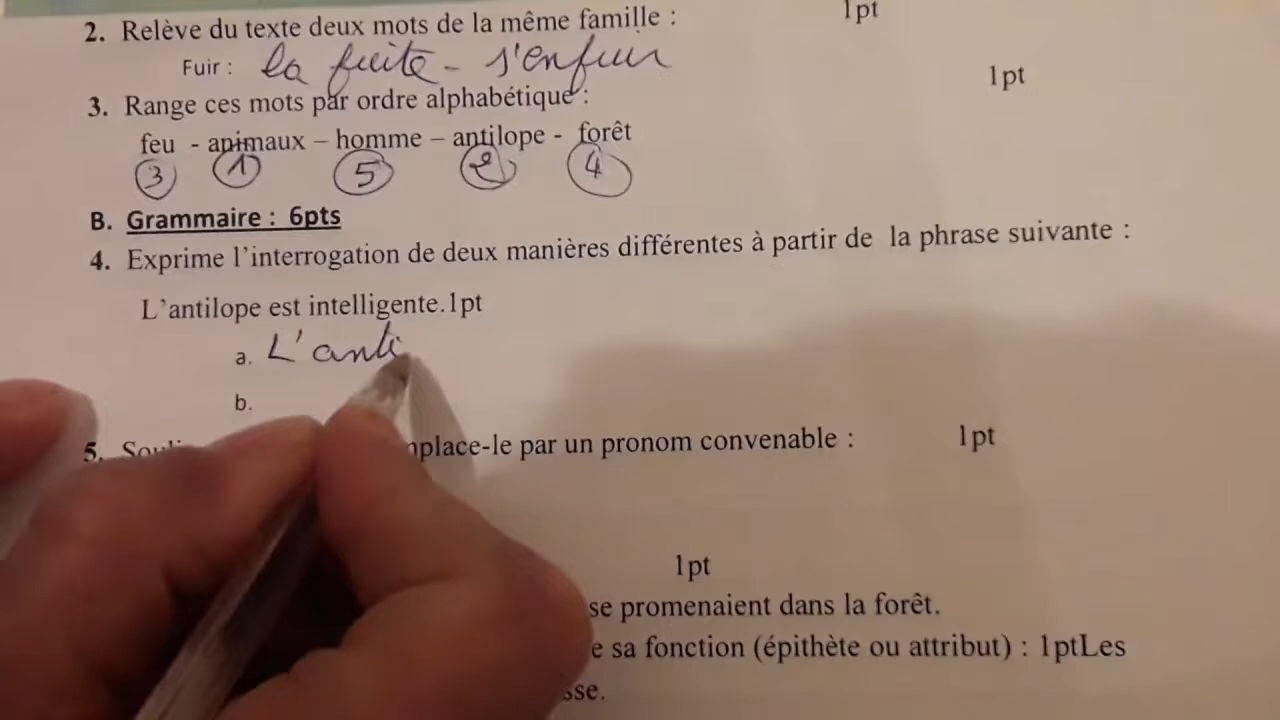 2. Relève du texte deux mots de la même famille : 1pt
Fuir : la fuite - s'enfuir
1pt
3. Range ces mots par ordre alphabétique :
feu - animaux – homme – antilope - forêt
3 1 5 2 4
B. Grammaire : 6pts
4. Exprime l'interrogation de deux manières différentes à partir de la phrase suivante :
L'antilope est intelligente.1pt
a. L'anti
b.
5. place-le par un pronom convenable : 1pt
1pt
se promenaient dans la forêt.
e sa fonction (épithète ou attribut) : 1ptLes
sse.